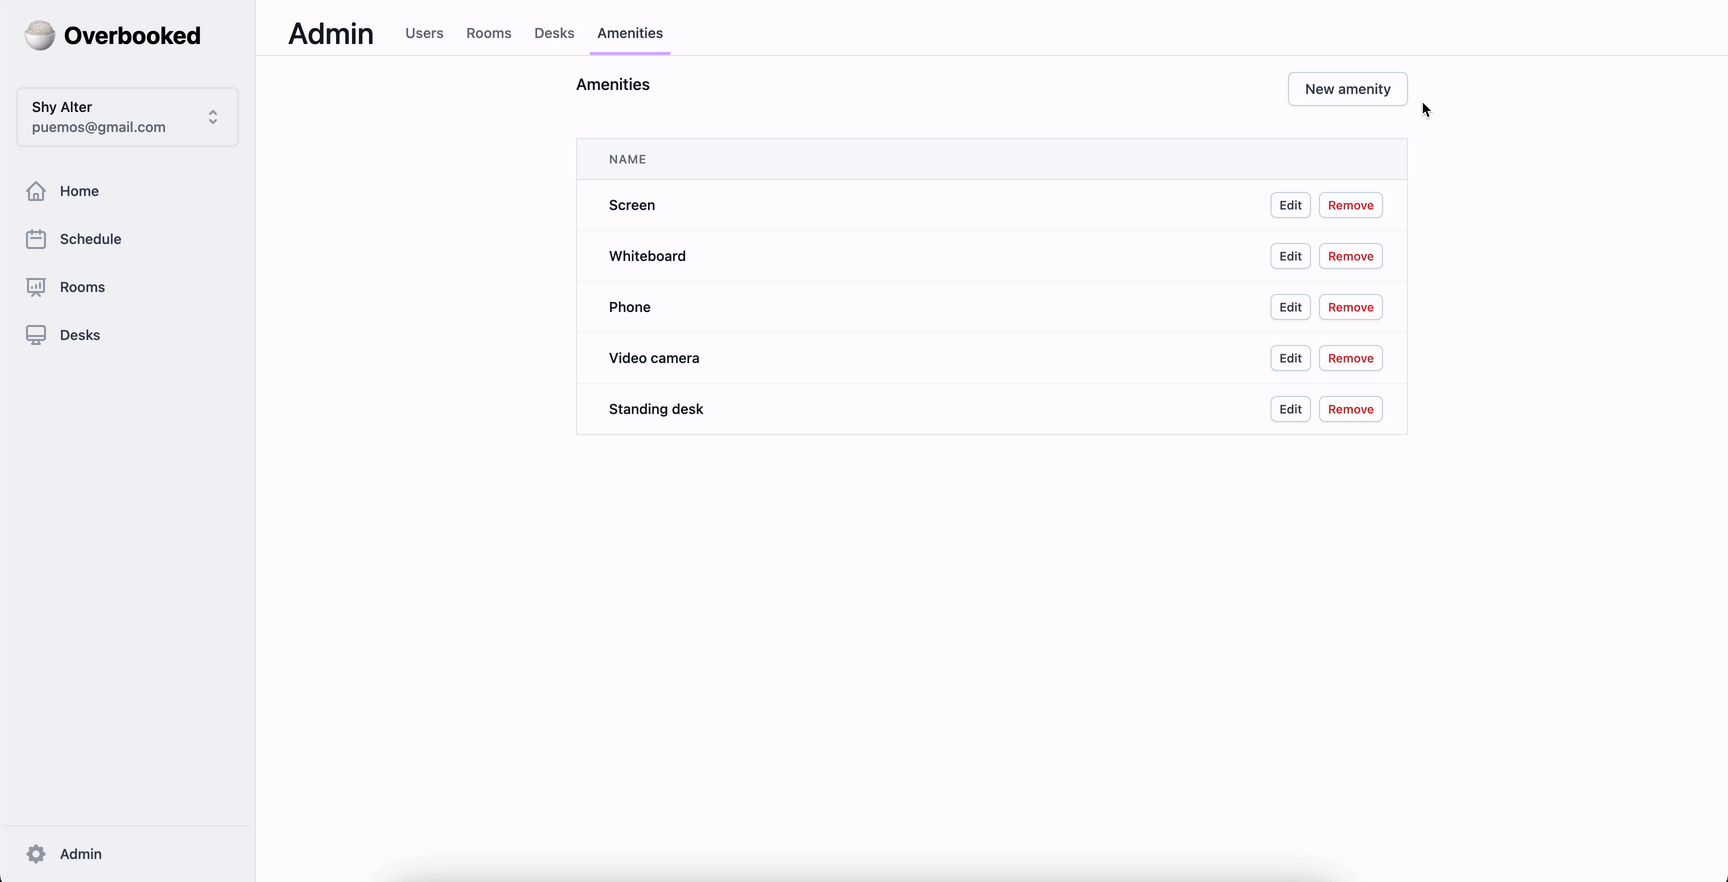 Overbooked
Shy Alter
puemos@gmail.com
Home
Schedule
Rooms
Desks
Admin
Admin Users Rooms Desks Amenities
Amenities New amenity
NAME
Screen Edit Remove
Whiteboard Edit Remove
Phone Edit Remove
Video camera Edit Remove
Standing desk Edit Remove